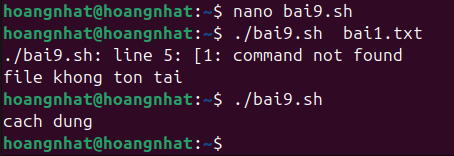 hoangnhat@hoangnhat:~$ nano bai9.sh
hoangnhat@hoangnhat:~$ ./bai9.sh  bai1.txt
./bai9.sh: line 5: [1: command not found
file khong ton tai
hoangnhat@hoangnhat:~$ ./bai9.sh
cach dung
hoangnhat@hoangnhat:~$